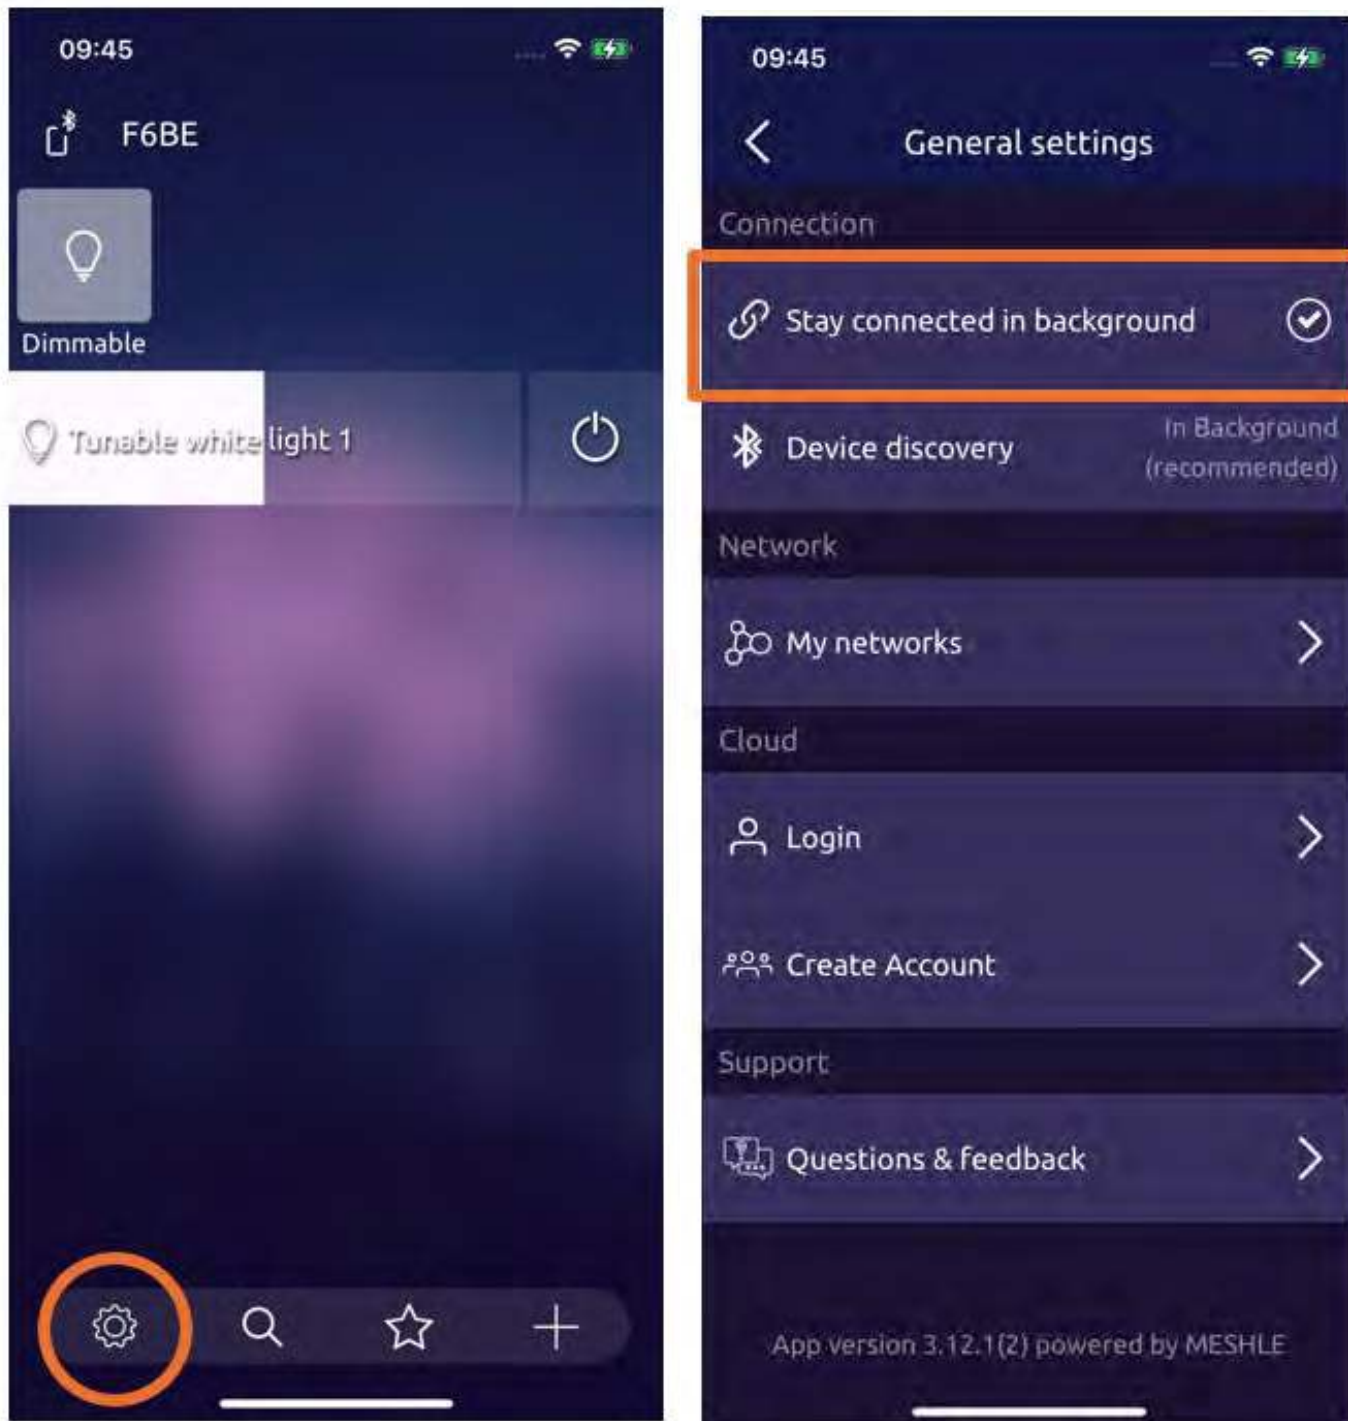 09:45
F6BE
Dimmable
Tunable white light 1
09:45
General settings
Connection
Stay connected in background
Device discovery
In Background
(recommended)
Network
My networks
Cloud
Login
Create Account
Support
Questions & feedback
App version 3.12.1(2) powered by MESHLE